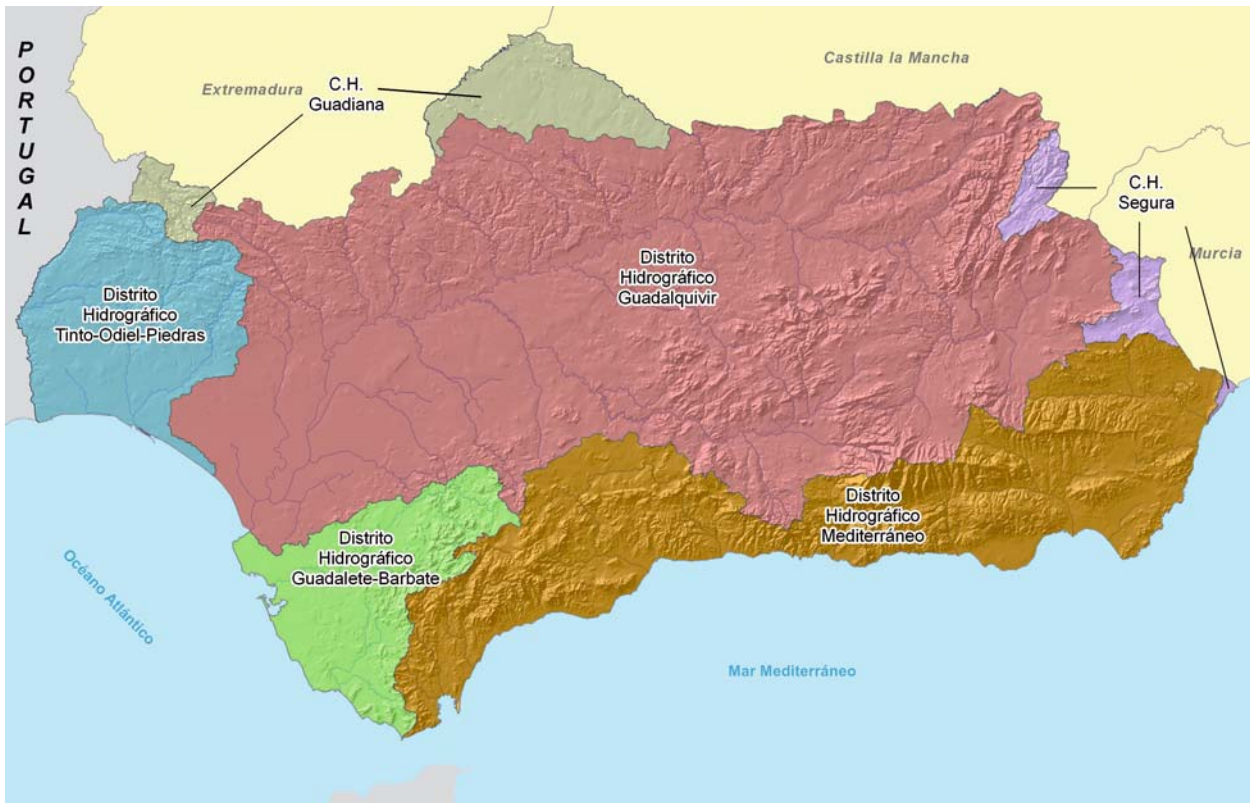 PORTUGAL
Extremadura
C.H.
Guadiana
Castilla la Mancha
C.H.
Segura
Murcia
Distrito
Hidrográfico
Tinto-Odiel-Piedras
Distrito
Hidrográfico
Guadalquivir
Distrito
Hidrográfico
Mediterráneo
Distrito
Hidrográfico
Guadalete-Barbate
Océano Atlántico
Mar Mediterráneo